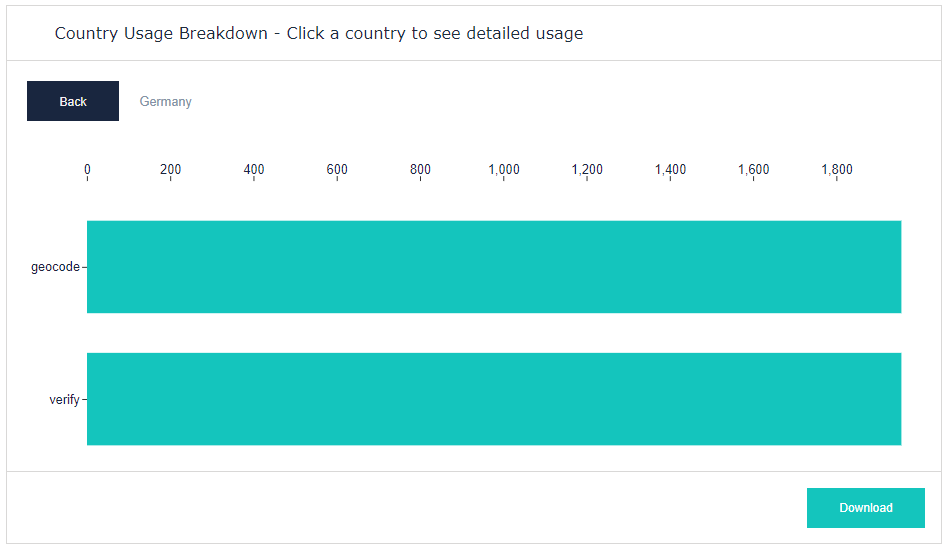 Country Usage Breakdown - Click a country to see detailed usage
Back Germany
0 200 400 600 800 1,000 1,200 1,400 1,600 1,800
geocode
verify
Download